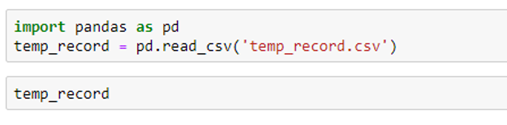 import pandas as pd
temp_record = pd.read_csv('temp_record.csv')
temp_record